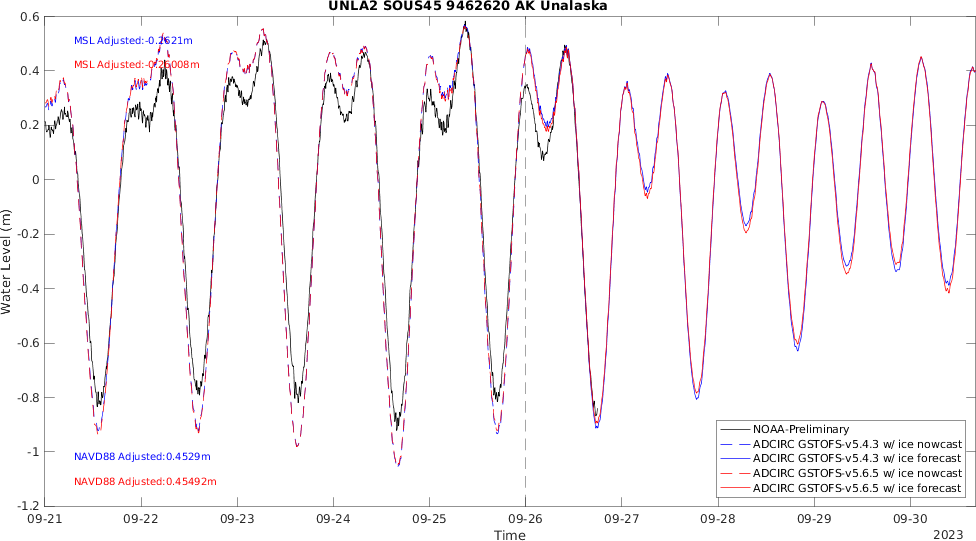 UNLA2 SOUS45 9462620 AK Unalaska
0.6
MSL Adjusted:-0.2621m
MSL Adjusted:-0.26008m
0.4
0.2
0
-0.2
-0.4
-0.6
-0.8
-1
-1.2
Water Level (m)
NAVD88 Adjusted:0.4529m
NAVD88 Adjusted:0.45492m
NOAA-Preliminary
ADCIRC GSTOFS-v5.4.3 w/ ice nowcast
ADCIRC GSTOFS-v5.4.3 w/ ice forecast
ADCIRC GSTOFS-v5.6.5 w/ ice nowcast
ADCIRC GSTOFS-v5.6.5 w/ ice forecast
09-21 09-22 09-23 09-24 09-25 09-26 09-27 09-28 09-29 09-30
Time
2023